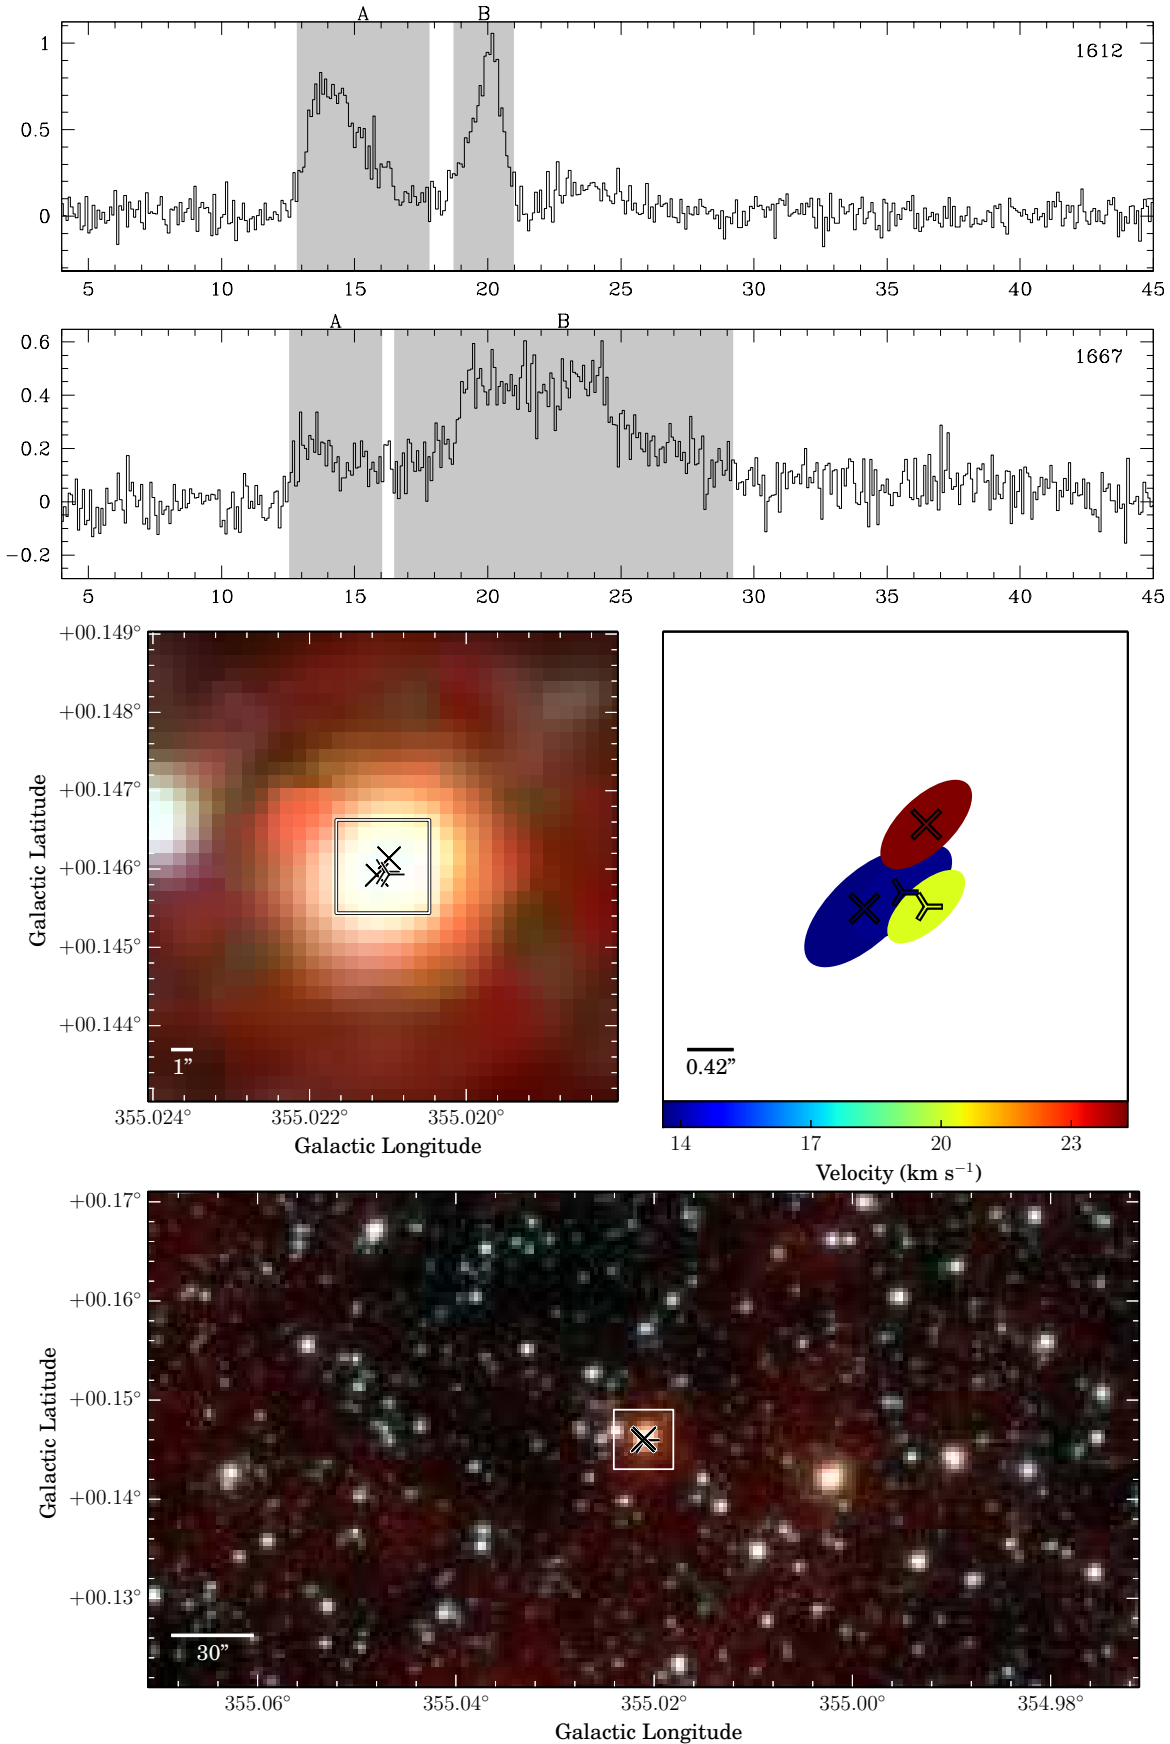 A B
1612
1
0.5
0
5 10 15 20 25 30 35 40 45
A B
1667
0.6
0.4
0.2
0
−0.2
5 10 15 20 25 30 35 40 45
+00.149°
+00.148°
+00.147°
+00.146°
+00.145°
+00.144°
Galactic Latitude
1”
355.024° 355.022° 355.020°
Galactic Longitude
0.42”
14 17 20 23
Velocity (km s−1)
+00.17°
+00.16°
+00.15°
+00.14°
+00.13°
Galactic Latitude
30”
355.06° 355.04° 355.02° 355.00° 354.98°
Galactic Longitude